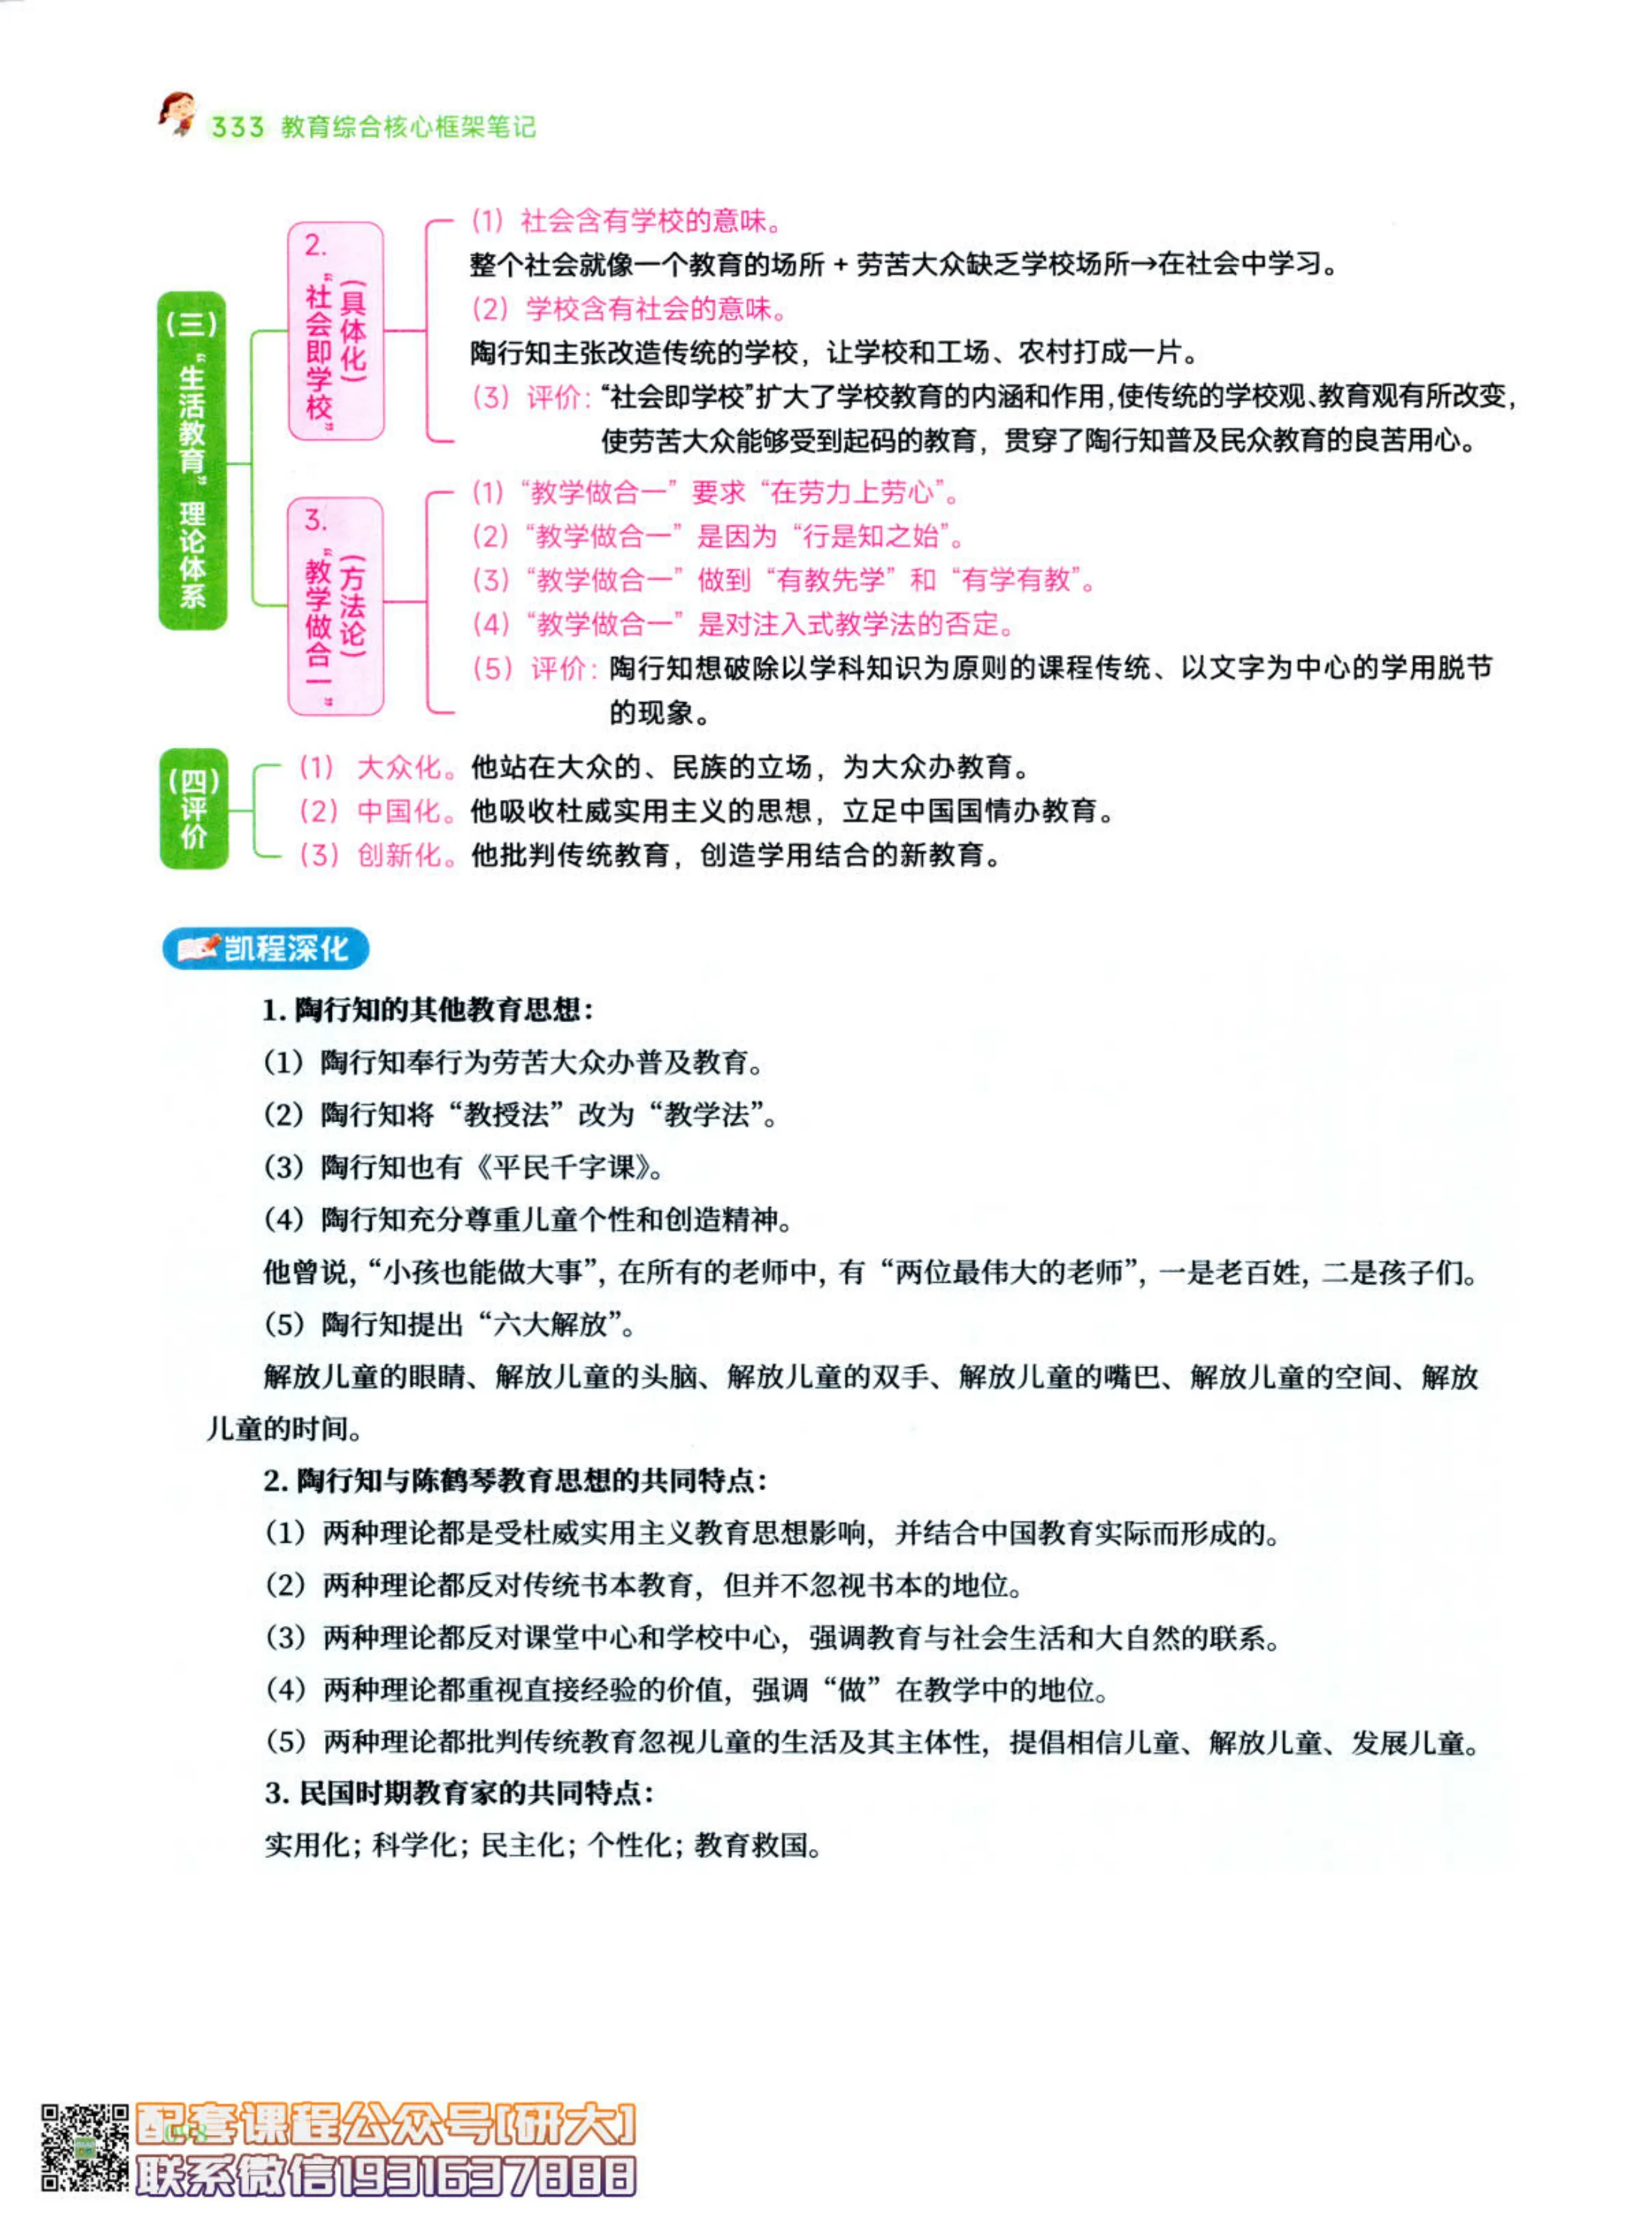 333 教育综合核心框架笔记
（三）“生活教育”理论体系
2.“社会即学校”（具体化）
（1）社会含有学校的意味。
整个社会就像一个教育的场所 + 劳苦大众缺乏学校场所→在社会中学习。
（2）学校含有社会的意味。
陶行知主张改造传统的学校，让学校和工场、农村打成一片。
（3）评价：“社会即学校”扩大了学校教育的内涵和作用，使传统的学校观、教育观有所改变，
使劳苦大众能够受到起码的教育，贯穿了陶行知普及民众教育的良苦用心。
3.“教学做合一”（方法论）
（1）“教学做合一”要求“在劳力上劳心”。
（2）“教学做合一”是因为“行是知之始”。
（3）“教学做合一”做到“有教先学”和“有学有教”。
（4）“教学做合一”是对注入式教学法的否定。
（5）评价：陶行知想破除以学科知识为原则的课程传统、以文字为中心的学用脱节
的现象。
（四）评价
（1）大众化。他站在大众的、民族的立场，为大众办教育。
（2）中国化。他吸收杜威实用主义的思想，立足中国国情办教育。
（3）创新化。他批判传统教育，创造学用结合的新教育。
凯程深化
1. 陶行知的其他教育思想：
（1）陶行知奉行为劳苦大众办普及教育。
（2）陶行知将“教授法”改为“教学法”。
（3）陶行知也有《平民千字课》。
（4）陶行知充分尊重儿童个性和创造精神。
他曾说，“小孩也能做大事”，在所有的老师中，有“两位最伟大的老师”，一是老百姓，二是孩子们。
（5）陶行知提出“六大解放”。
解放儿童的眼睛、解放儿童的头脑、解放儿童的双手、解放儿童的嘴巴、解放儿童的空间、解放
儿童的时间。
2. 陶行知与陈鹤琴教育思想的共同特点：
（1）两种理论都是受杜威实用主义教育思想影响，并结合中国教育实际而形成的。
（2）两种理论都反对传统书本教育，但并不忽视书本的地位。
（3）两种理论都反对课堂中心和学校中心，强调教育与社会生活和大自然的联系。
（4）两种理论都重视直接经验的价值，强调“做”在教学中的地位。
（5）两种理论都批判传统教育忽视儿童的生活及其主体性，提倡相信儿童、解放儿童、发展儿童。
3. 民国时期教育家的共同特点：
实用化；科学化；民主化；个性化；教育救国。
配套课程公众号[研大]
联系微信1931637888